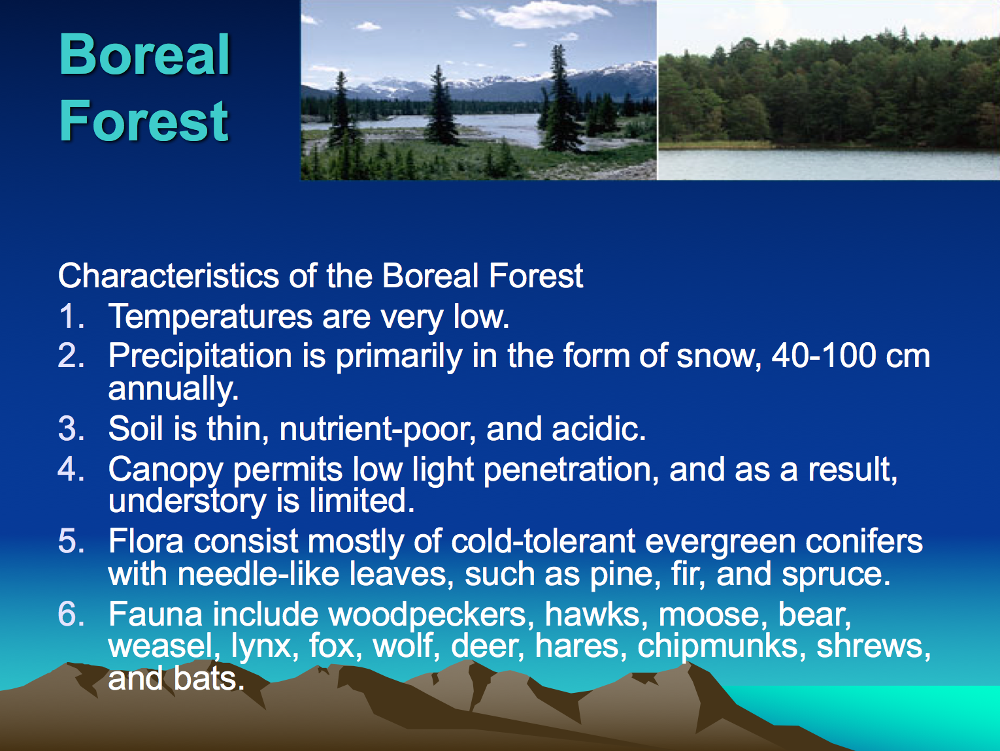 Boreal
Forest
Characteristics of the Boreal Forest
1. Temperatures are very low.
2. Precipitation is primarily in the form of snow, 40-100 cm
annually.
3. Soil is thin, nutrient-poor, and acidic.
4. Canopy permits low light penetration, and as a result,
understory is limited.
5. Flora consist mostly of cold-tolerant evergreen conifers
with needle-like leaves, such as pine, fir, and spruce.
6. Fauna include woodpeckers, hawks, moose, bear,
weasel, lynx, fox, wolf, deer, hares, chipmunks, shrews,
and bats.